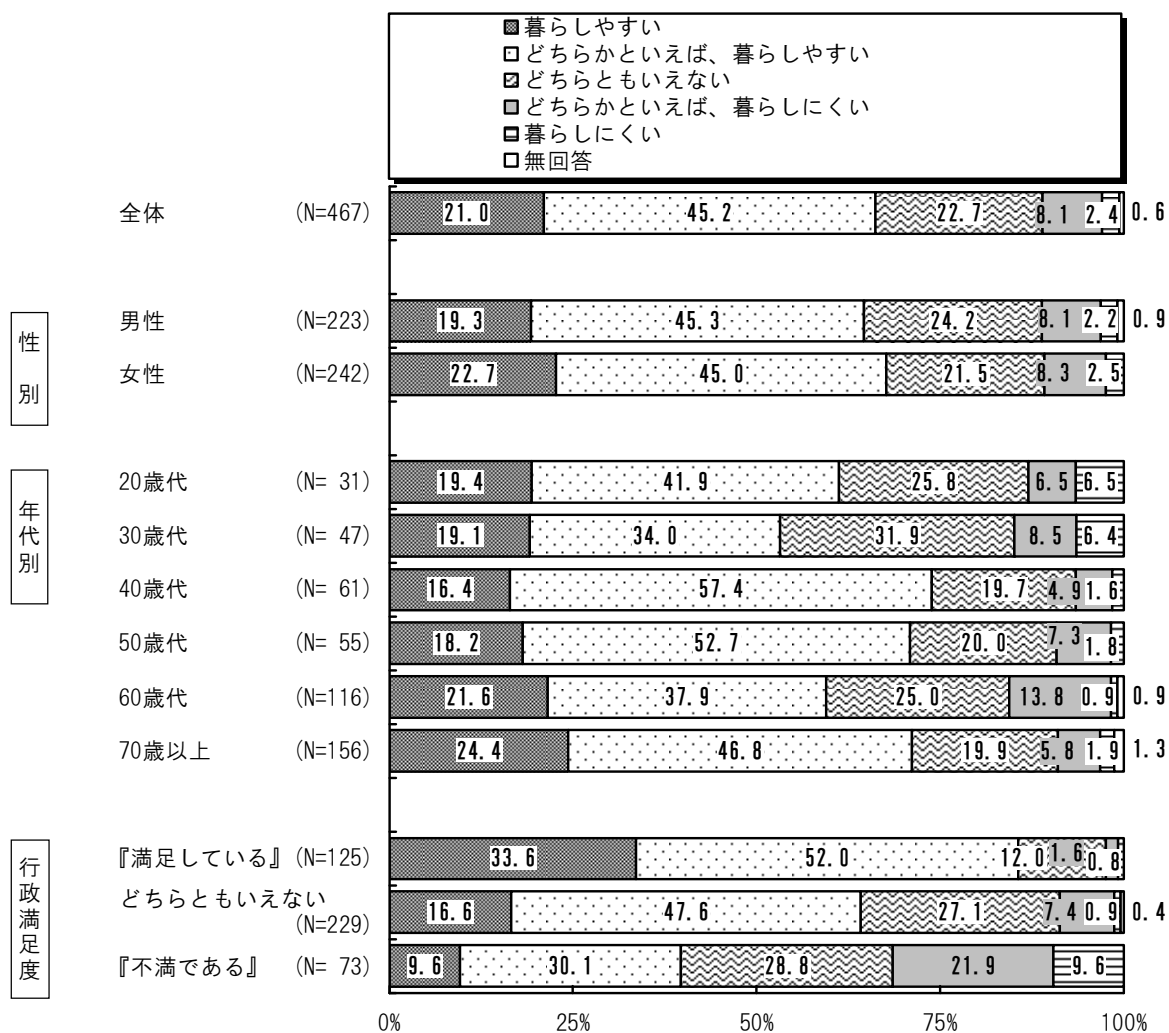 暮らしやすい
どちらかといえば、暮らしやすい
どちらともいえない
どちらかといえば、暮らしにくい
暮らしにくい
無回答
全体 (N=467) 21.0 45.2 22.7 8.1 2.4 0.6
性別
男性 (N=223) 19.3 45.3 24.2 8.1 2.2 0.9
女性 (N=242) 22.7 45.0 21.5 8.3 2.5
年代別
20歳代 (N= 31) 19.4 41.9 25.8 6.5 6.5
30歳代 (N= 47) 19.1 34.0 31.9 8.5 6.4
40歳代 (N= 61) 16.4 57.4 19.7 4.9 1.6
50歳代 (N= 55) 18.2 52.7 20.0 7.3 1.8
60歳代 (N=116) 21.6 37.9 25.0 13.8 0.9 0.9
70歳以上 (N=156) 24.4 46.8 19.9 5.8 1.9 1.3
行政満足度
『満足している』 (N=125) 33.6 52.0 12.0 1.6 0.8
どちらともいえない
(N=229) 16.6 47.6 27.1 7.4 0.9 0.4
『不満である』 (N= 73) 9.6 30.1 28.8 21.9 9.6
0% 25% 50% 75% 100%